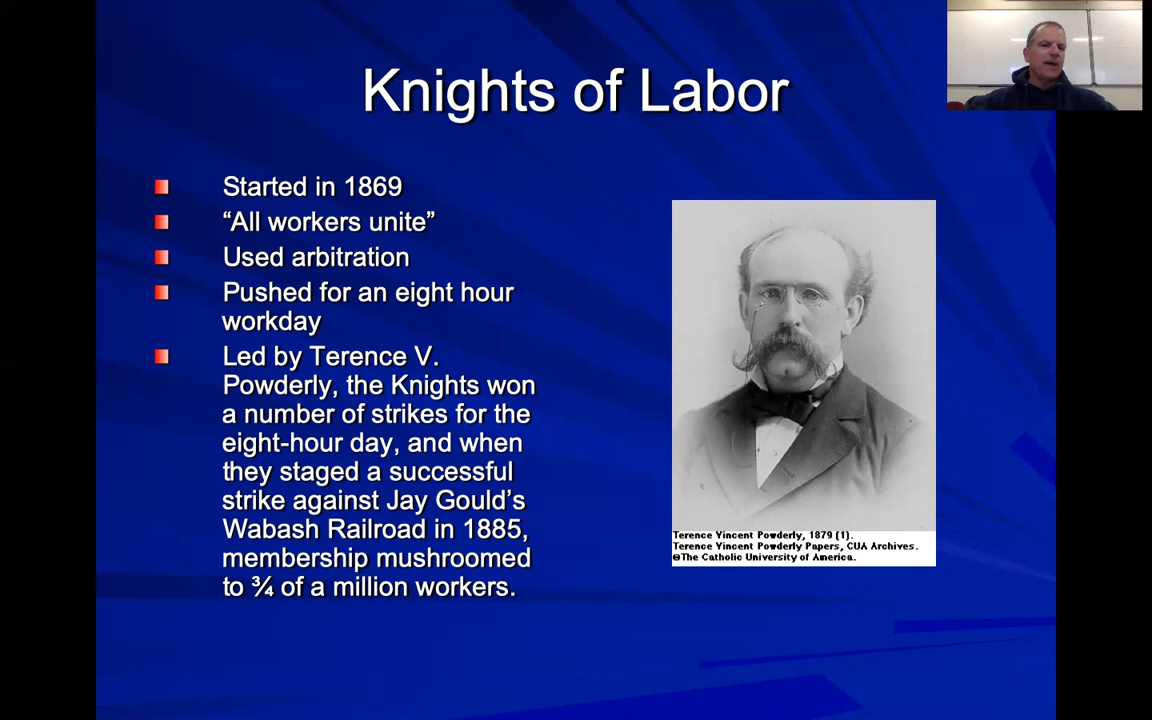 Knights of Labor
Started in 1869
“All workers unite”
Used arbitration
Pushed for an eight hour
workday
Led by Terence V.
Powderly, the Knights won
a number of strikes for the
eight-hour day, and when
they staged a successful
strike against Jay Gould’s
Wabash Railroad in 1885,
membership mushroomed
to ¾ of a million workers.
Terence Vincent Powderly, 1879 (1).
Terence Vincent Powderly Papers, CUA Archives.
©The Catholic University of America.